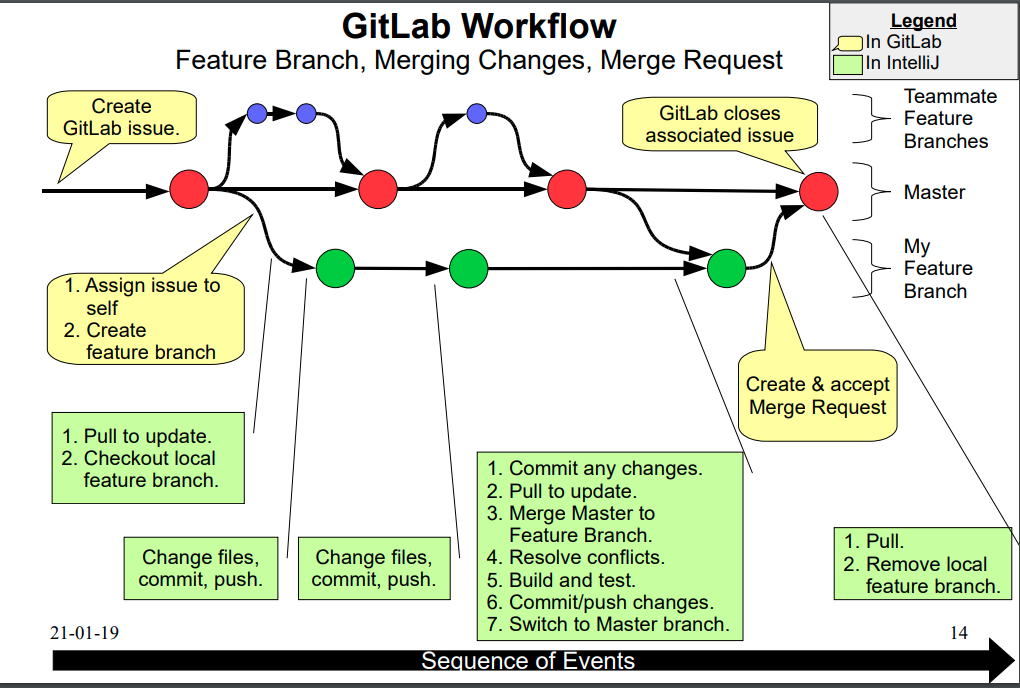 GitLab Workflow
Feature Branch, Merging Changes, Merge Request
Legend
In GitLab
In IntelliJ
Create
GitLab issue.
GitLab closes
associated issue
Teammate
Feature
Branches
Master
My
Feature
Branch
1. Assign issue to
self
2. Create
feature branch
Create & accept
Merge Request
1. Pull to update.
2. Checkout local
feature branch.
Change files,
commit, push.
Change files,
commit, push.
1. Commit any changes.
2. Pull to update.
3. Merge Master to
Feature Branch.
4. Resolve conflicts.
5. Build and test.
6. Commit/push changes.
7. Switch to Master branch.
1. Pull.
2. Remove local
feature branch.
21-01-19
14
Sequence of Events